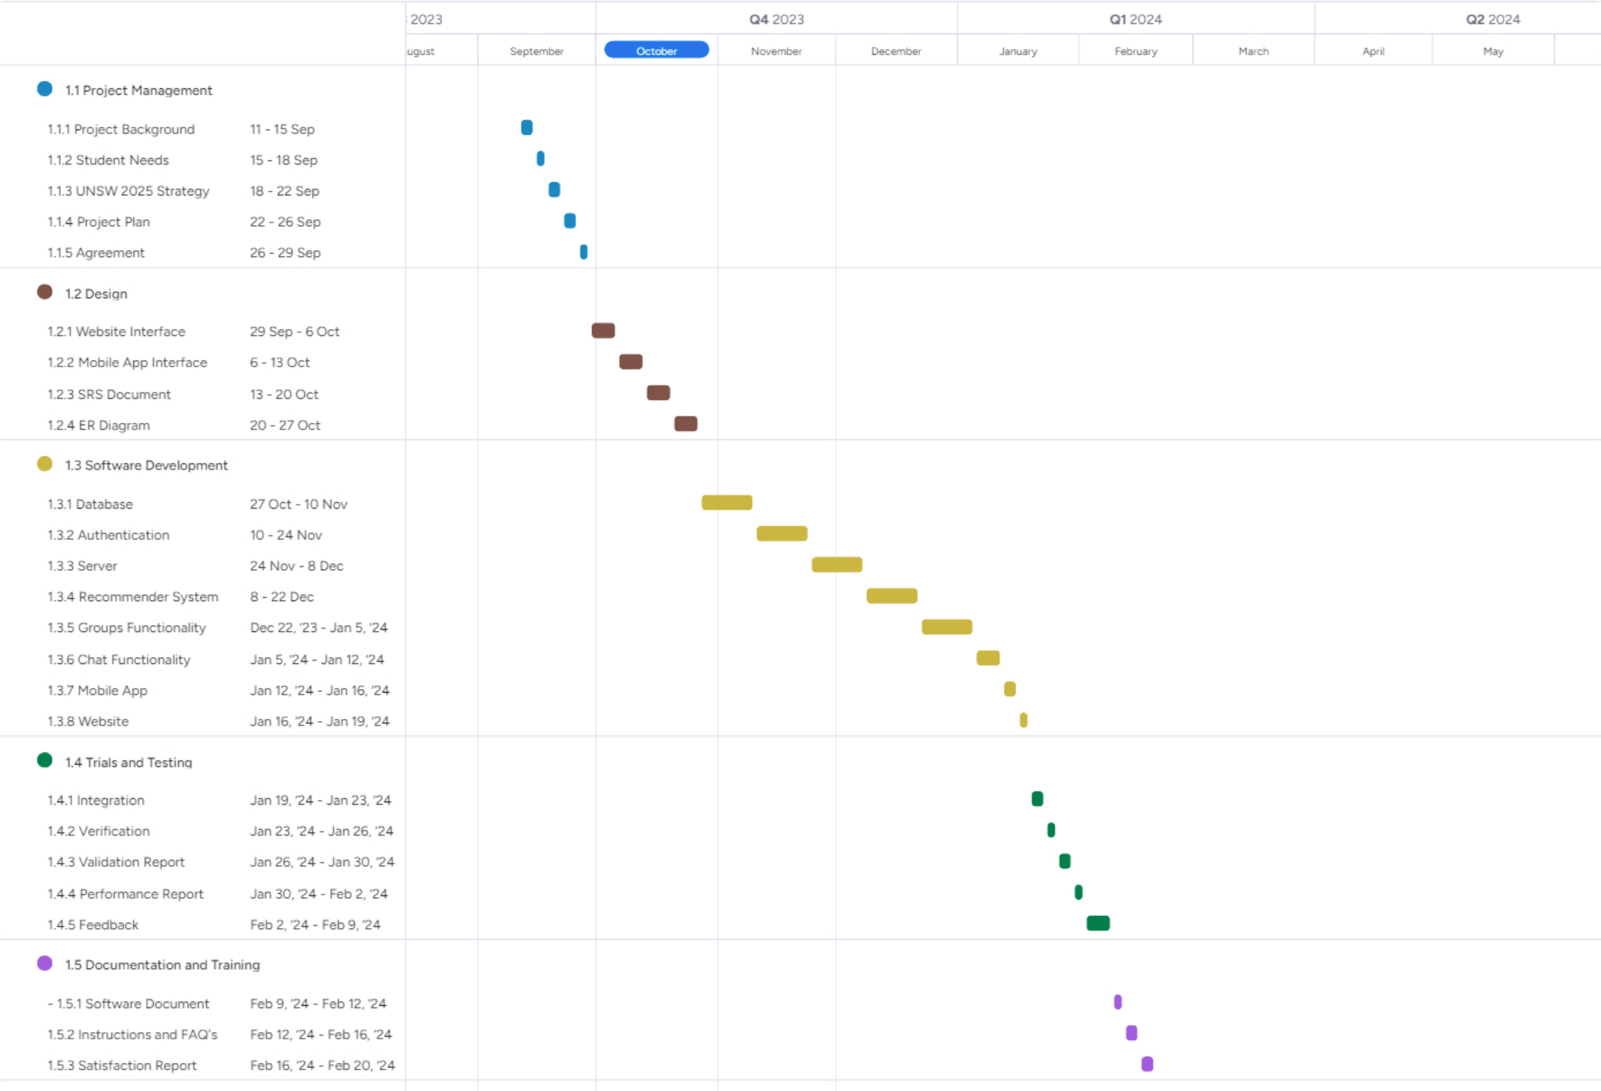 2023 Q4 2023 Q1 2024 Q2 2024
ugust September October November December January February March April May
1.1 Project Management
1.1.1 Project Background 11 - 15 Sep
1.1.2 Student Needs 15 - 18 Sep
1.1.3 UNSW 2025 Strategy 18 - 22 Sep
1.1.4 Project Plan 22 - 26 Sep
1.1.5 Agreement 26 - 29 Sep
1.2 Design
1.2.1 Website Interface 29 Sep - 6 Oct
1.2.2 Mobile App Interface 6 - 13 Oct
1.2.3 SRS Document 13 - 20 Oct
1.2.4 ER Diagram 20 - 27 Oct
1.3 Software Development
1.3.1 Database 27 Oct - 10 Nov
1.3.2 Authentication 10 - 24 Nov
1.3.3 Server 24 Nov - 8 Dec
1.3.4 Recommender System 8 - 22 Dec
1.3.5 Groups Functionality Dec 22, '23 - Jan 5, '24
1.3.6 Chat Functionality Jan 5, '24 - Jan 12, '24
1.3.7 Mobile App Jan 12, '24 - Jan 16, '24
1.3.8 Website Jan 16, '24 - Jan 19, '24
1.4 Trials and Testing
1.4.1 Integration Jan 19, '24 - Jan 23, '24
1.4.2 Verification Jan 23, '24 - Jan 26, '24
1.4.3 Validation Report Jan 26, '24 - Jan 30, '24
1.4.4 Performance Report Jan 30, '24 - Feb 2, '24
1.4.5 Feedback Feb 2, '24 - Feb 9, '24
1.5 Documentation and Training
- 1.5.1 Software Document Feb 9, '24 - Feb 12, '24
1.5.2 Instructions and FAQ's Feb 12, '24 - Feb 16, '24
1.5.3 Satisfaction Report Feb 16, '24 - Feb 20, '24